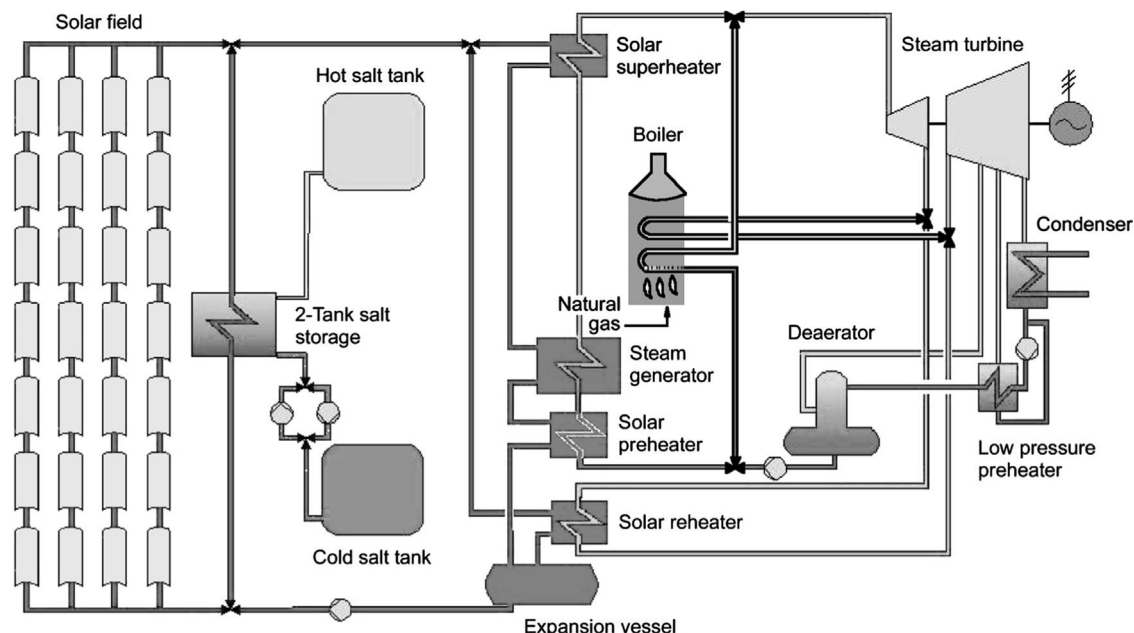 Solar field
Solar
superheater
Steam turbine
Hot salt tank
Boiler
Condenser
Natural
gas
2-Tank salt
storage
Deaerator
Steam
generator
Solar
preheater
Low pressure
preheater
Solar reheater
Cold salt tank
Expansion vessel